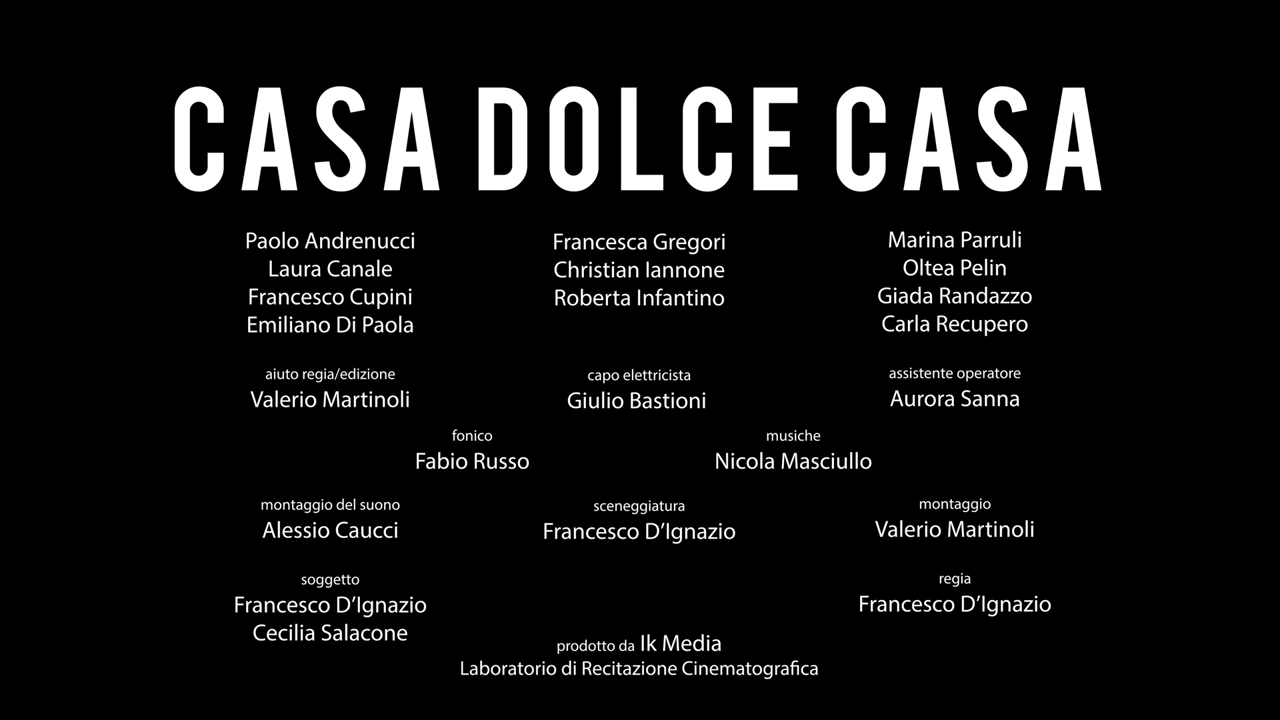 CASA DOLCE CASA
Paolo Andrenucci
Laura Canale
Francesco Cupini
Emiliano Di Paola
Francesca Gregori
Christian Iannone
Roberta Infantino
Marina Parruli
Oltea Pelin
Giada Randazzo
Carla Recupero
aiuto regia/edizione
Valerio Martinoli
capo elettricista
Giulio Bastioni
assistente operatore
Aurora Sanna
fonico
Fabio Russo
musiche
Nicola Masciullo
montaggio del suono
Alessio Caucci
sceneggiatura
Francesco D’Ignazio
montaggio
Valerio Martinoli
soggetto
Francesco D’Ignazio
Cecilia Salacone
regia
Francesco D’Ignazio
prodotto da Ik Media
Laboratorio di Recitazione Cinematografica